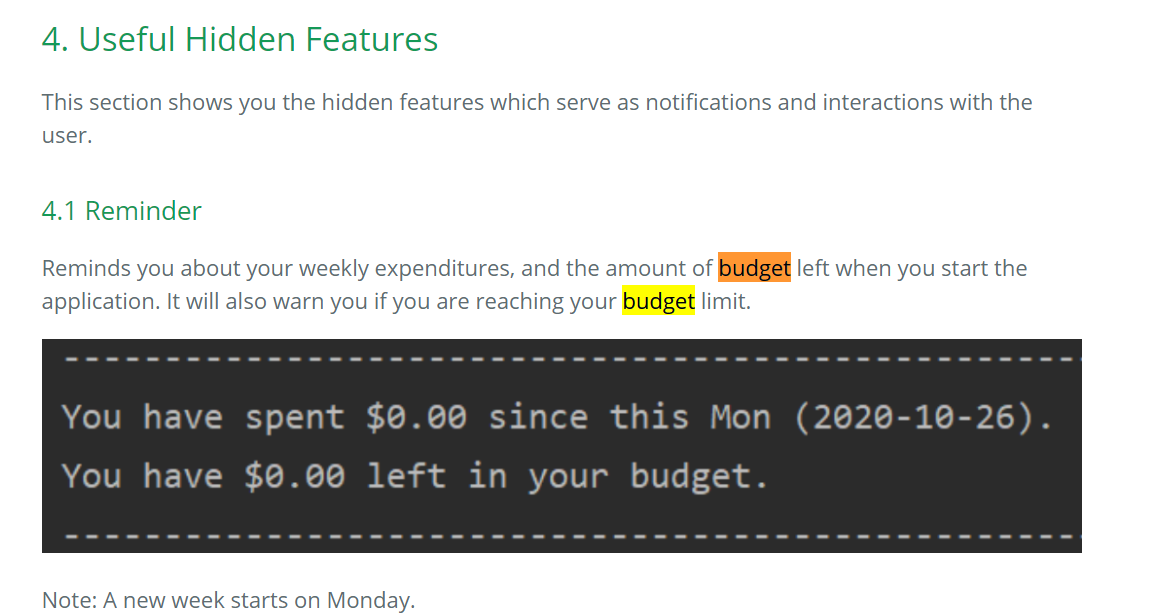 4. Useful Hidden Features
This section shows you the hidden features which serve as notifications and interactions with the
user.
4.1 Reminder
Reminds you about your weekly expenditures, and the amount of budget left when you start the
application. It will also warn you if you are reaching your budget limit.
You have spent $0.00 since this Mon (2020-10-26).
You have $0.00 left in your budget.
Note: A new week starts on Monday.